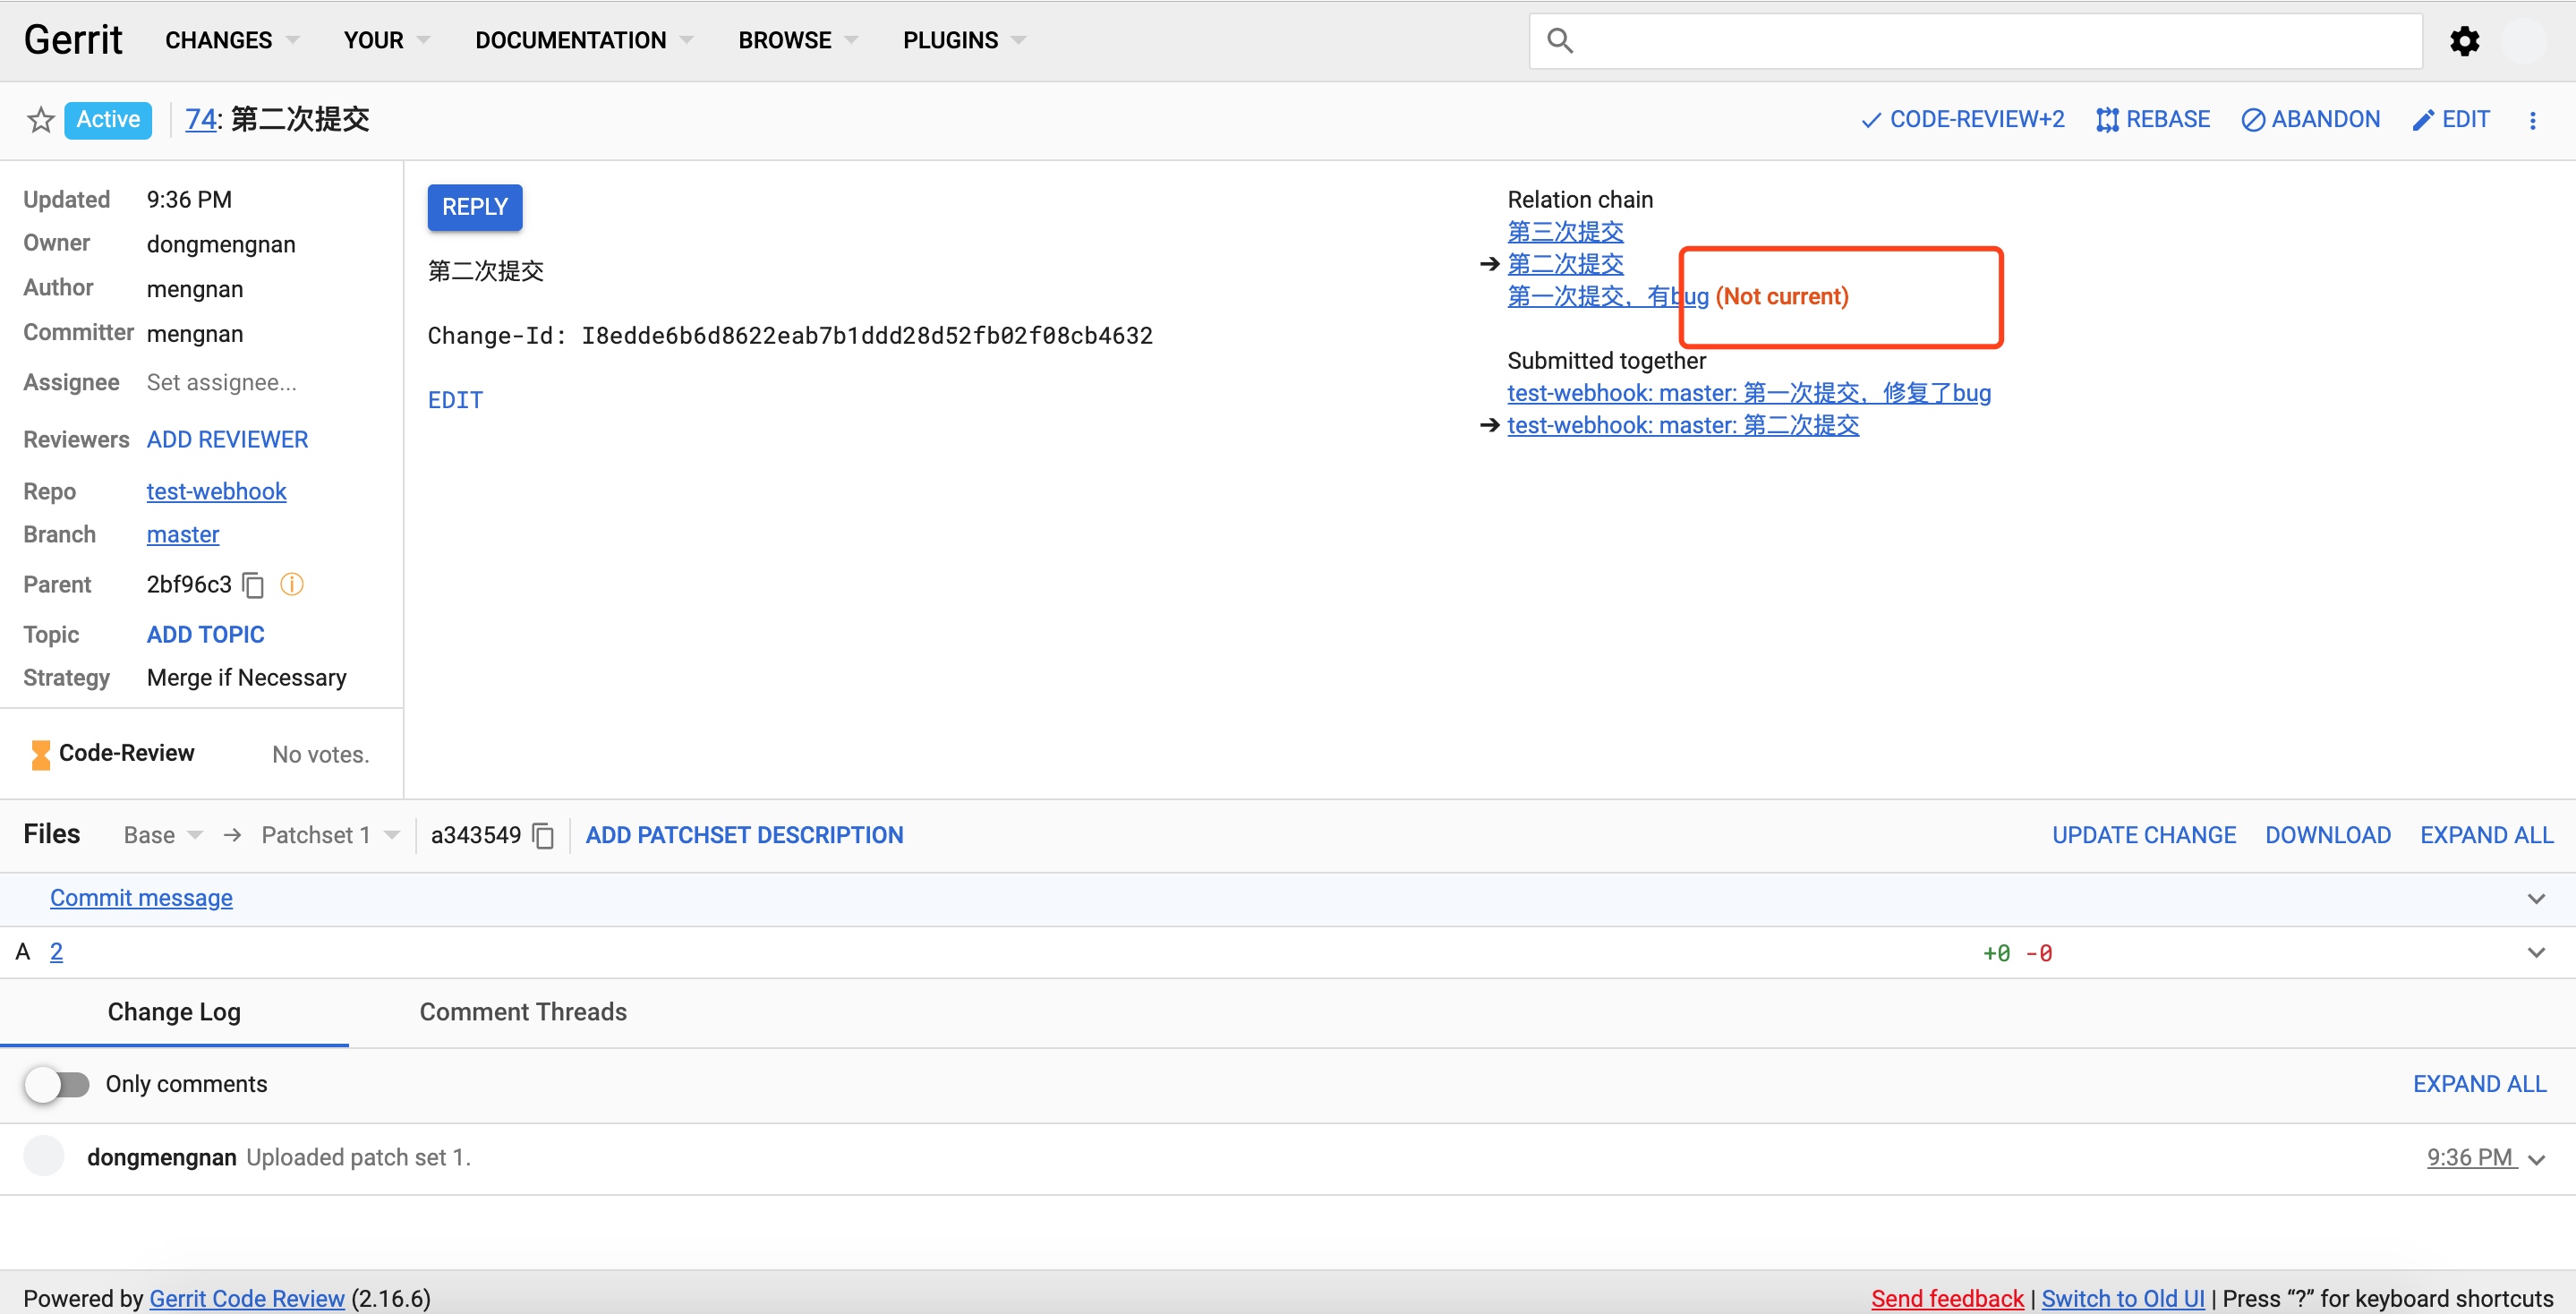 Gerrit CHANGES YOUR DOCUMENTATION BROWSE PLUGINS
Active 74: 第二次提交 CODE-REVIEW+2 REBASE ABANDON EDIT
Updated 9:36 PM
Owner dongmengnan
Author mengnan
Committer mengnan
Assignee Set assignee...
Reviewers ADD REVIEWER
Repo test-webhook
Branch master
Parent 2bf96c3
Topic ADD TOPIC
Strategy Merge if Necessary
Code-Review No votes.
REPLY
第二次提交
Change-Id: I8edde6b6d8622eab7b1ddd28d52fb02f08cb4632
EDIT
Relation chain
第三次提交
➔ 第二次提交
第一次提交，有bug (Not current)
Submitted together
test-webhook: master: 第一次提交，修复了bug
➔ test-webhook: master: 第二次提交
Files Base → Patchset 1 a343549 ADD PATCHSET DESCRIPTION UPDATE CHANGE DOWNLOAD EXPAND ALL
Commit message
A 2 +0 -0
Change Log Comment Threads
Only comments EXPAND ALL
dongmengnan Uploaded patch set 1. 9:36 PM
Powered by Gerrit Code Review (2.16.6) Send feedback | Switch to Old UI | Press “?” for keyboard shortcuts